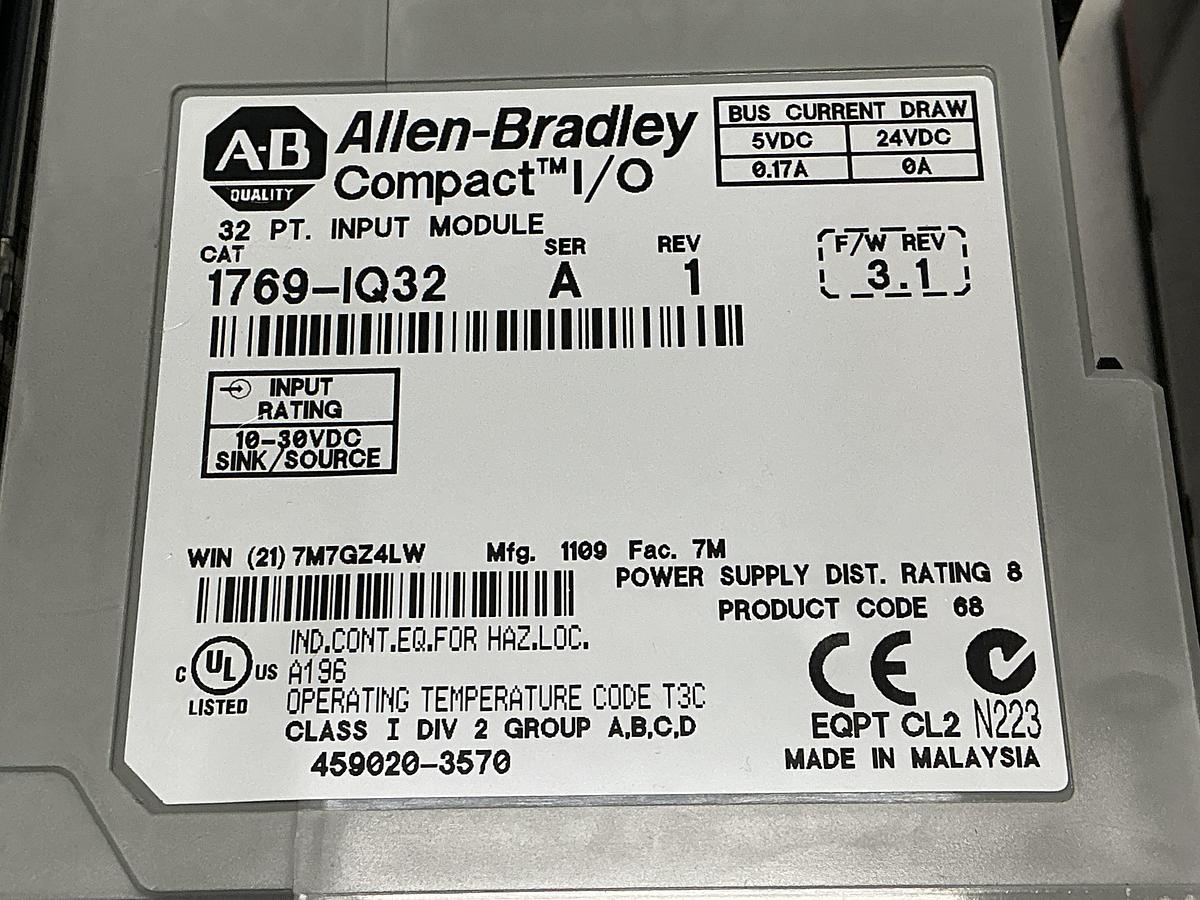 A-B
QUALITY
Allen-Bradley
Compact™ I/O
BUS CURRENT DRAW
5VDC 24VDC
0.17A 0A
32 PT. INPUT MODULE
CAT SER REV
1769-IQ32 A 1
F/W REV
3.1
INPUT
RATING
10-30VDC
SINK/SOURCE
WIN (21) 7M7GZ4LW Mfg. 1109 Fac. 7M
POWER SUPPLY DIST. RATING 8
PRODUCT CODE 68
IND.CONT.EQ.FOR HAZ.LOC.
C UL US A196
LISTED
OPERATING TEMPERATURE CODE T3C
CLASS I DIV 2 GROUP A,B,C,D
459020-3570
CE
EQPT CL2 N223
MADE IN MALAYSIA